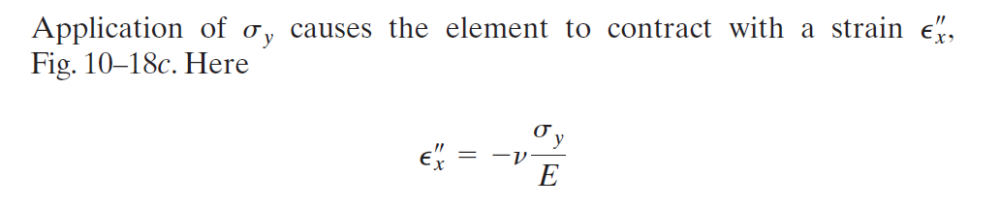 Application of σ_y causes the element to contract with a strain ϵ″_x,
Fig. 10–18c. Here
ϵ″_x = −ν σ_y / E